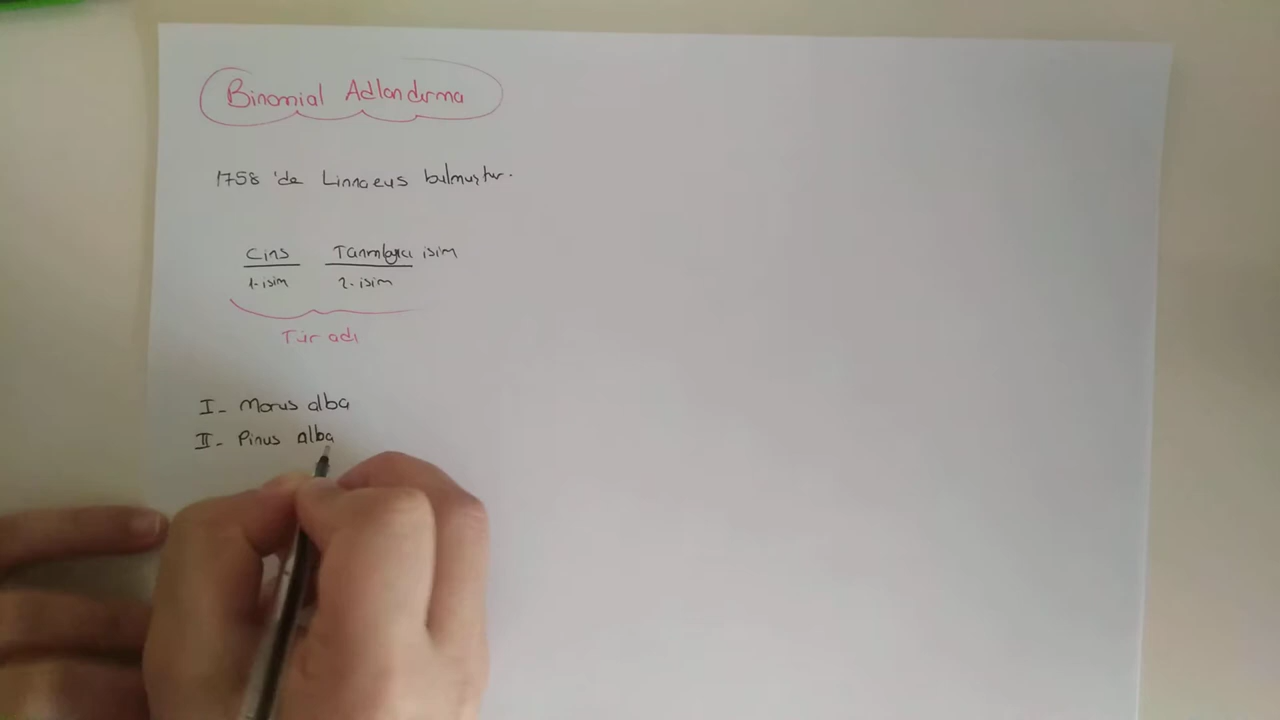 Binomial Adlandırma
1758 'de Linnaeus bulmuştur.
Cins Tanımlayıcı isim
1. isim 2. isim
Tür adı
I- Morus alba
II- Pinus alba